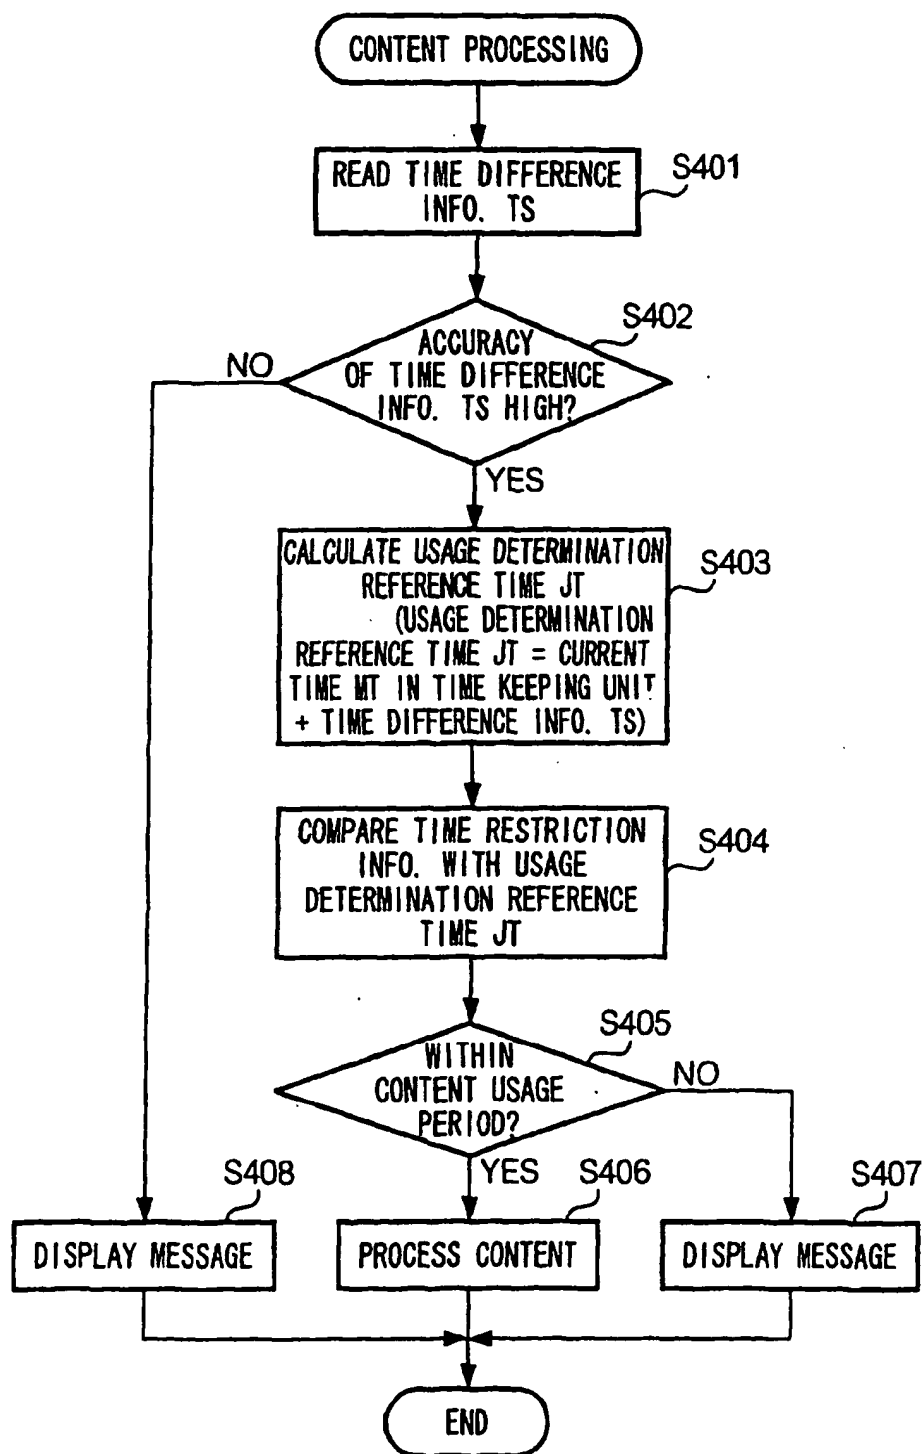 CONTENT PROCESSING
READ TIME DIFFERENCE
INFO. TS
S401
ACCURACY
OF TIME DIFFERENCE
INFO. TS HIGH?
S402
NO
YES
CALCULATE USAGE DETERMINATION
REFERENCE TIME JT
(USAGE DETERMINATION
REFERENCE TIME JT = CURRENT
TIME MT IN TIME KEEPING UNIT
+ TIME DIFFERENCE INFO. TS)
S403
COMPARE TIME RESTRICTION
INFO. WITH USAGE
DETERMINATION REFERENCE
TIME JT
S404
WITHIN
CONTENT USAGE
PERIOD?
S405
NO
YES
S408
DISPLAY MESSAGE
S406
PROCESS CONTENT
S407
DISPLAY MESSAGE
END